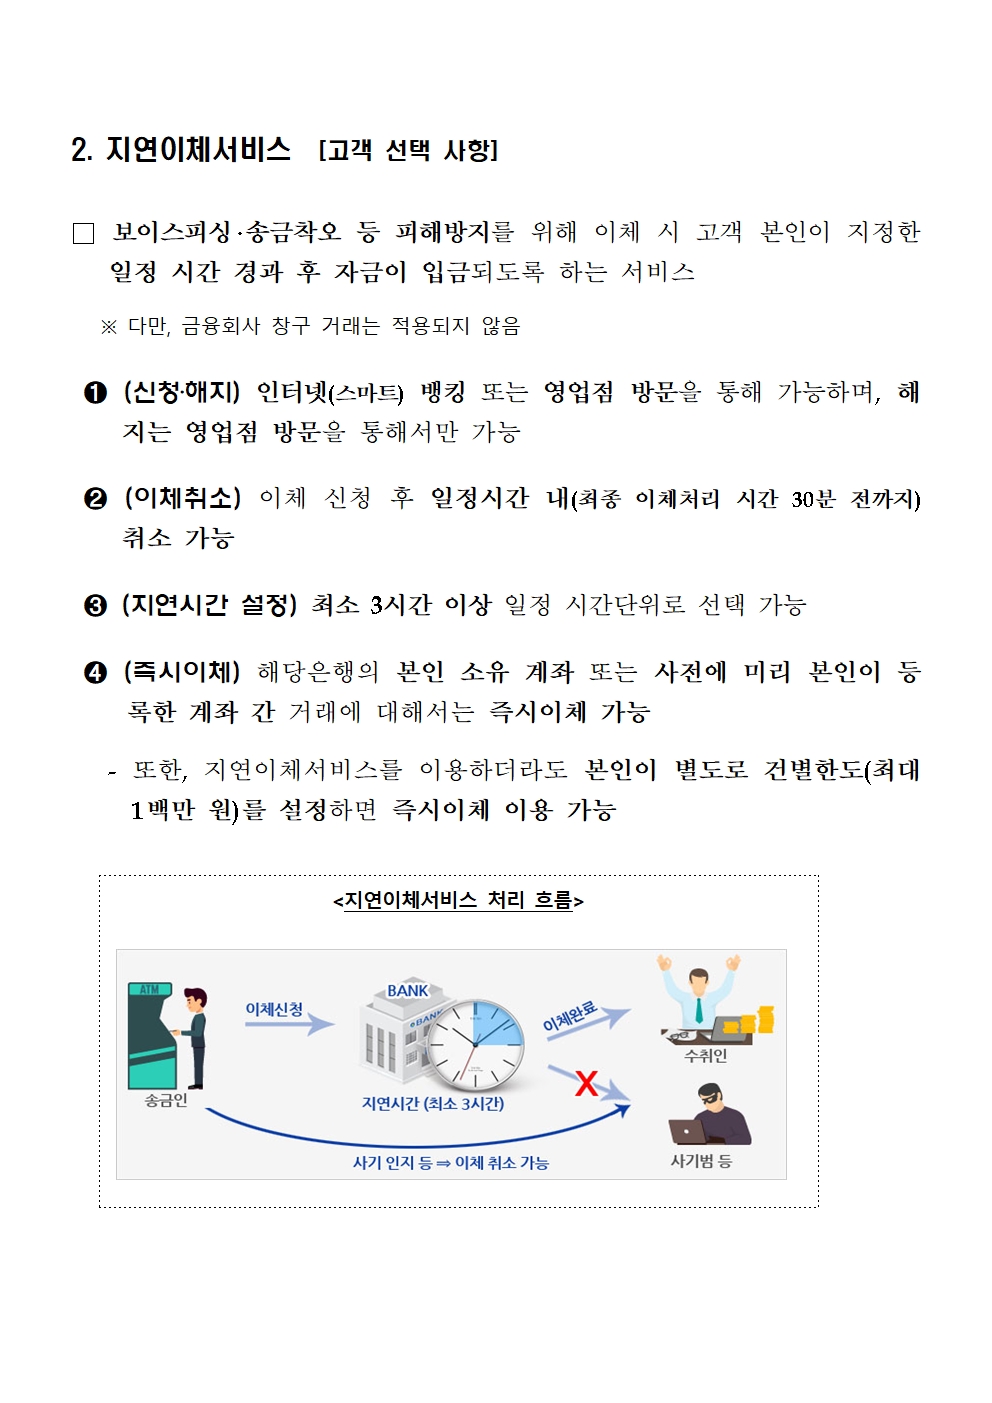 2. 지연이체서비스 [고객 선택 사항]
□ 보이스피싱·송금착오 등 피해방지를 위해 이체 시 고객 본인이 지정한
일정 시간 경과 후 자금이 입금되도록 하는 서비스
※ 다만, 금융회사 창구 거래는 적용되지 않음
❶ (신청·해지) 인터넷(스마트) 뱅킹 또는 영업점 방문을 통해 가능하며, 해
지는 영업점 방문을 통해서만 가능
❷ (이체취소) 이체 신청 후 일정시간 내(최종 이체처리 시간 30분 전까지)
취소 가능
❸ (지연시간 설정) 최소 3시간 이상 일정 시간단위로 선택 가능
❹ (즉시이체) 해당은행의 본인 소유 계좌 또는 사전에 미리 본인이 등
록한 계좌 간 거래에 대해서는 즉시이체 가능
- 또한, 지연이체서비스를 이용하더라도 본인이 별도로 건별한도(최대
1백만 원)를 설정하면 즉시이체 이용 가능
<지연이체서비스 처리 흐름>
ATM
송금인
이체신청
BANK
BANK
지연시간 (최소 3시간)
이체완료
수취인
X
사기범 등
사기 인지 등 ⇒ 이체 취소 가능